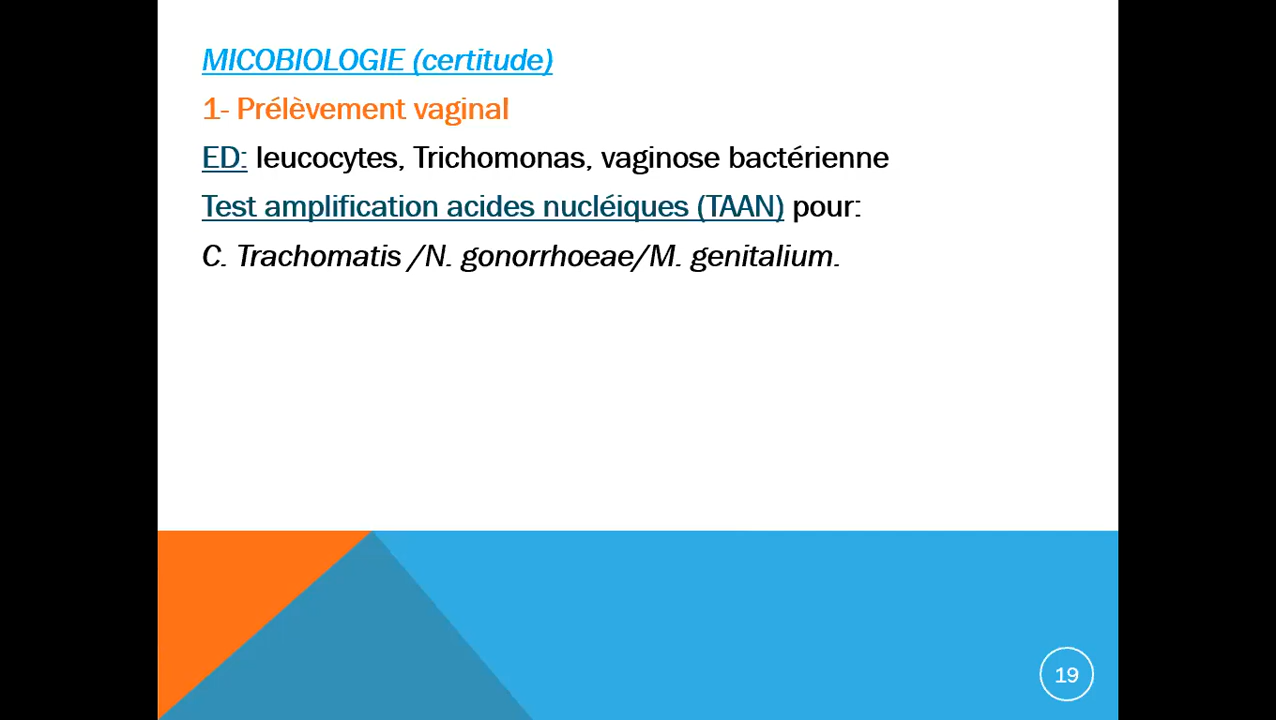 MICOBIOLOGIE (certitude)
1- Prélèvement vaginal
ED: leucocytes, Trichomonas, vaginose bactérienne
Test amplification acides nucléiques (TAAN) pour:
C. Trachomatis /N. gonorrhoeae/M. genitalium.
19